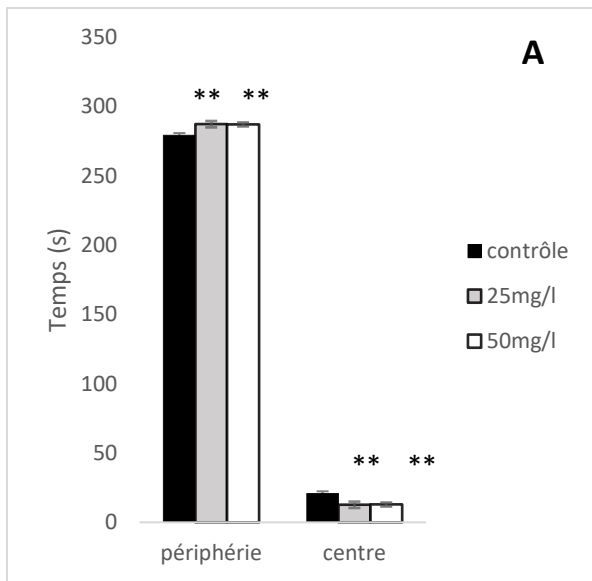 A
350
300
250
200
150
100
50
0
Temps (s)
** **
** **
périphérie centre
contrôle
25mg/l
50mg/l